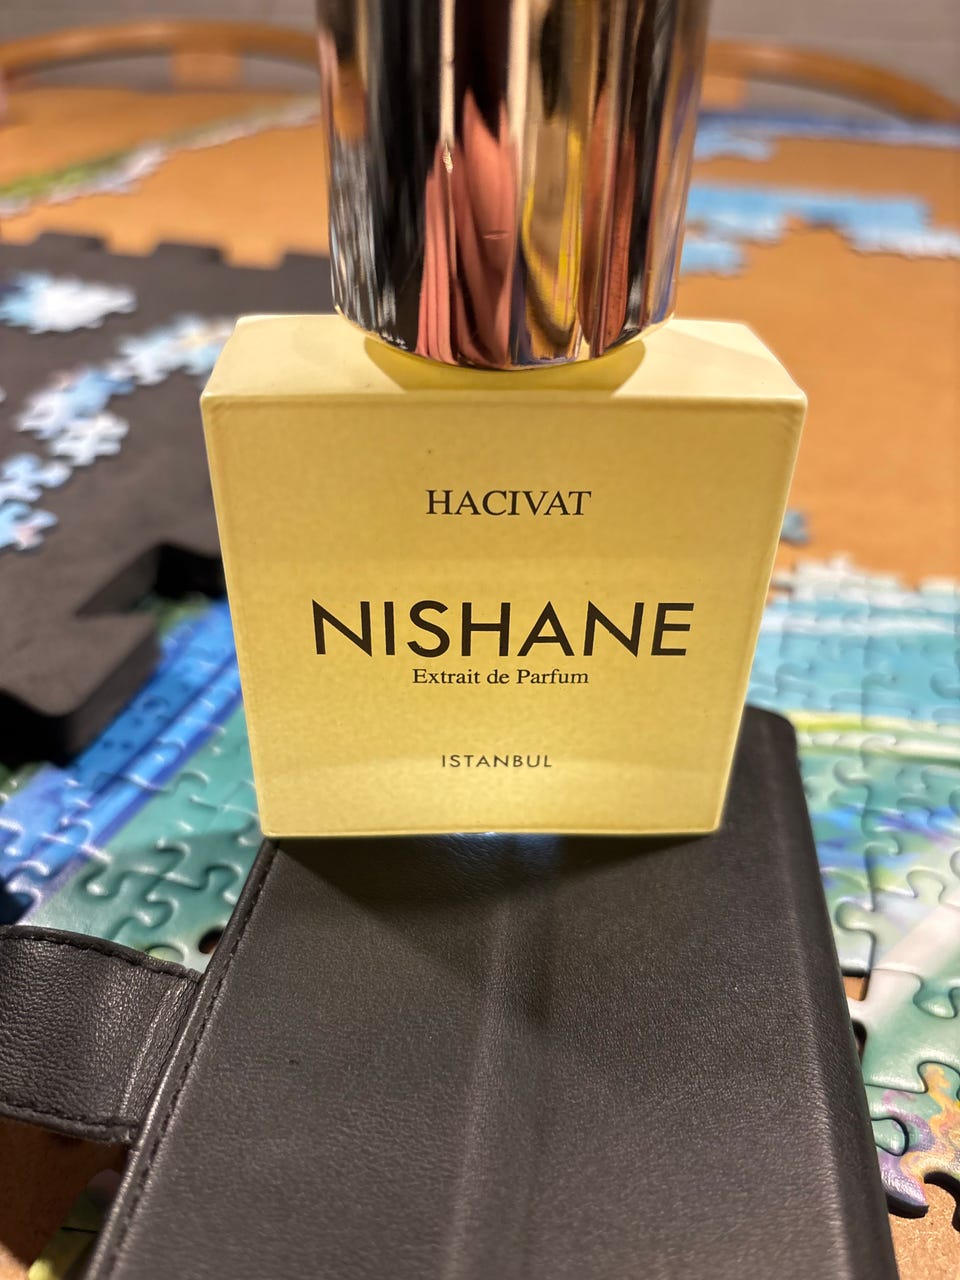 HACIVAT
NISHANE
Extrait de Parfum
ISTANBUL